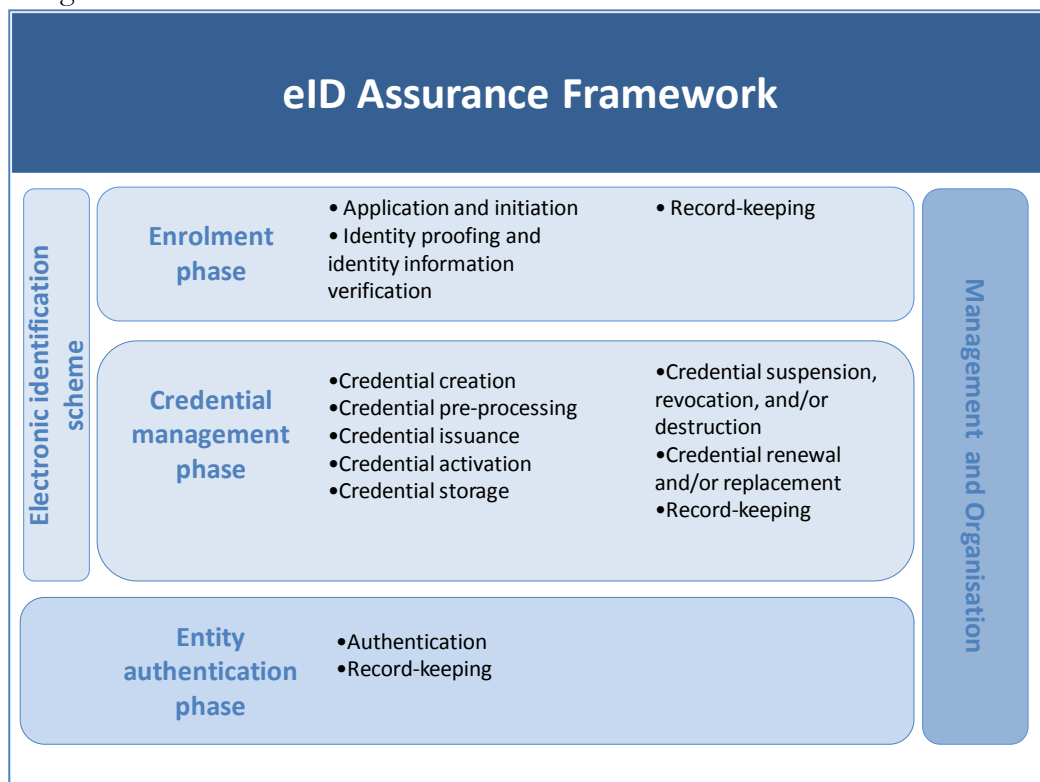 eID Assurance Framework
Electronic identification
scheme
Enrolment
phase
• Application and initiation
• Identity proofing and
identity information
verification
• Record-keeping
Credential
management
phase
•Credential creation
•Credential pre-processing
•Credential issuance
•Credential activation
•Credential storage
•Credential suspension,
revocation, and/or
destruction
•Credential renewal
and/or replacement
•Record-keeping
Entity
authentication
phase
•Authentication
•Record-keeping
Management and Organisation